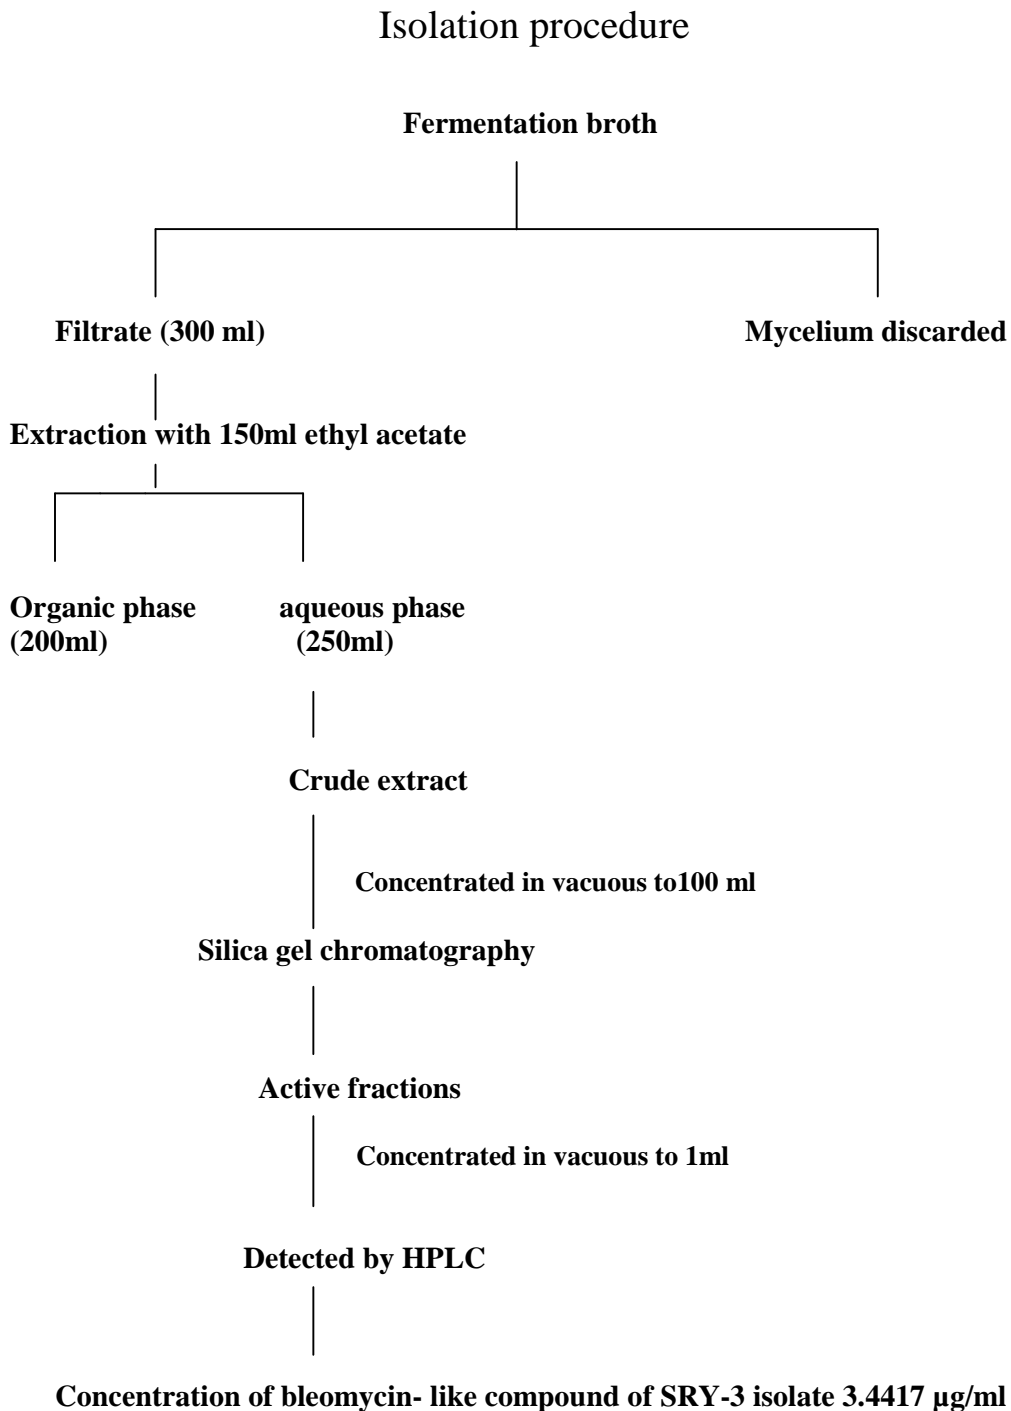 Isolation procedure
Fermentation broth
Filtrate (300 ml)
Mycelium discarded
Extraction with 150ml ethyl acetate
Organic phase
(200ml)
aqueous phase
(250ml)
Crude extract
Concentrated in vacuous to100 ml
Silica gel chromatography
Active fractions
Concentrated in vacuous to 1ml
Detected by HPLC
Concentration of bleomycin- like compound of SRY-3 isolate 3.4417 µg/ml